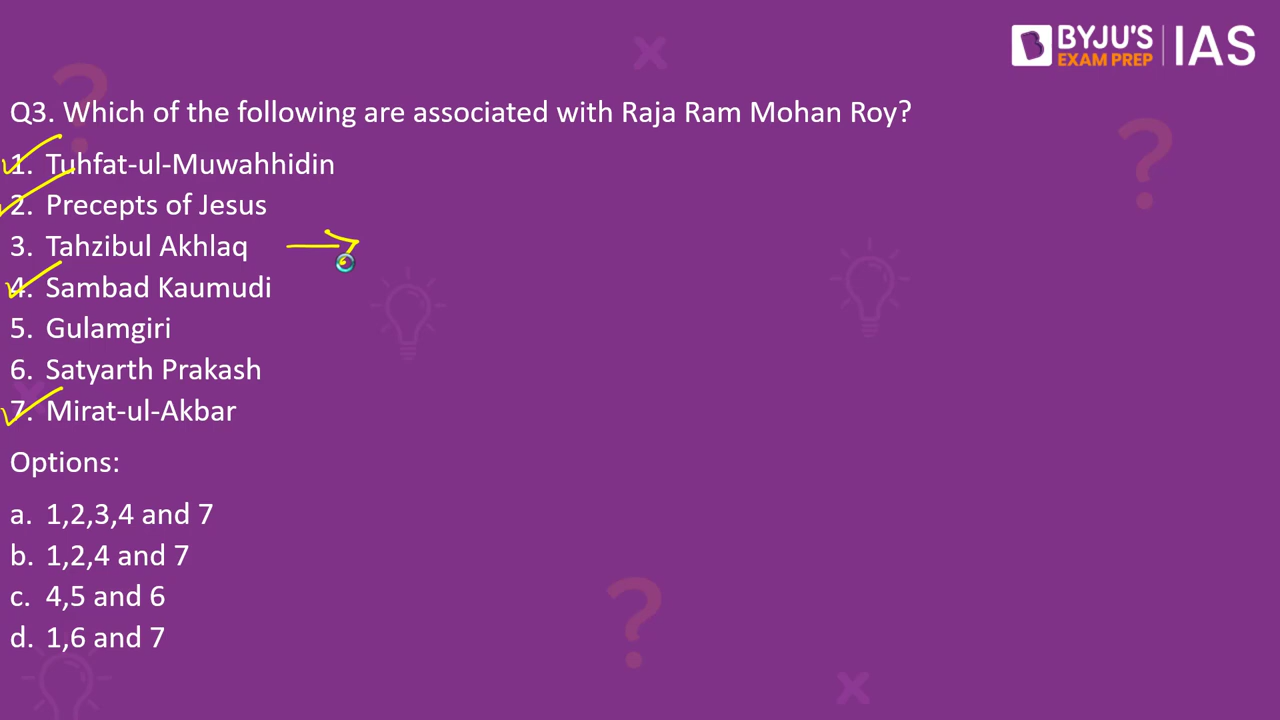 BYJU'S
EXAM PREP
IAS
Q3. Which of the following are associated with Raja Ram Mohan Roy?
1. Tuhfat-ul-Muwahhidin
2. Precepts of Jesus
3. Tahzibul Akhlaq
4. Sambad Kaumudi
5. Gulamgiri
6. Satyarth Prakash
7. Mirat-ul-Akbar
Options:
a. 1,2,3,4 and 7
b. 1,2,4 and 7
c. 4,5 and 6
d. 1,6 and 7